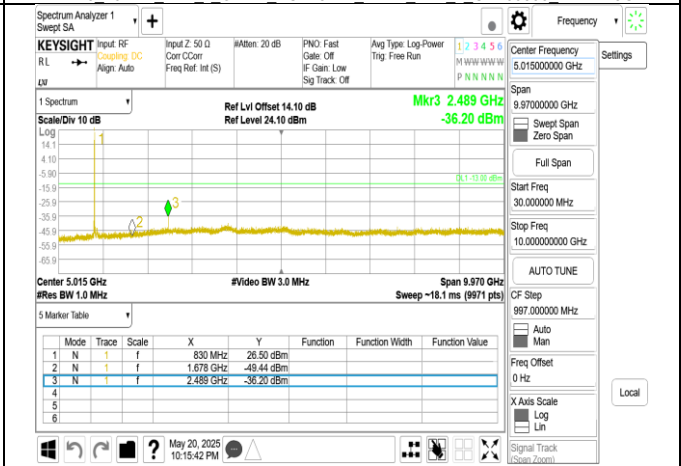 Spectrum Analyzer 1
Swept SA
Frequency
KEYSIGHT
RL
LXI
Input: RF
Coupling: DC
Align: Auto
Input Z: 50 Ω
Corr CCorr
Freq Ref: Int (S)
#Atten: 20 dB
PNO: Fast
Gate: Off
IF Gain: Low
Sig Track: Off
Avg Type: Log-Power
Trig: Free Run
1 2 3 4 5 6
M W W W W W
P N N N N N
Center Frequency
5.015000000 GHz
Settings
1 Spectrum
Scale/Div 10 dB
Log
Ref Lvl Offset 14.10 dB
Ref Level 24.10 dBm
Mkr3 2.489 GHz
-36.20 dBm
14.1
4.10
-5.90
-15.9
-25.9
-35.9
-45.9
-55.9
-65.9
1
2
3
DL1 -13.00 dBm
Center 5.015 GHz
#Res BW 1.0 MHz
#Video BW 3.0 MHz
Span 9.970 GHz
Sweep ~18.1 ms (9971 pts)
Span
9.97000000 GHz
Swept Span
Zero Span
Full Span
Start Freq
30.000000 MHz
Stop Freq
10.000000000 GHz
AUTO TUNE
CF Step
997.000000 MHz
Auto
Man
Freq Offset
0 Hz
X Axis Scale
Log
Lin
Signal Track
(Span Zoom)
Local
5 Marker Table
Mode Trace Scale X Y Function Function Width Function Value
1 N 1 f 830 MHz 26.50 dBm
2 N 1 f 1.678 GHz -49.44 dBm
3 N 1 f 2.489 GHz -36.20 dBm
4
5
6
?
May 20, 2025
10:15:42 PM